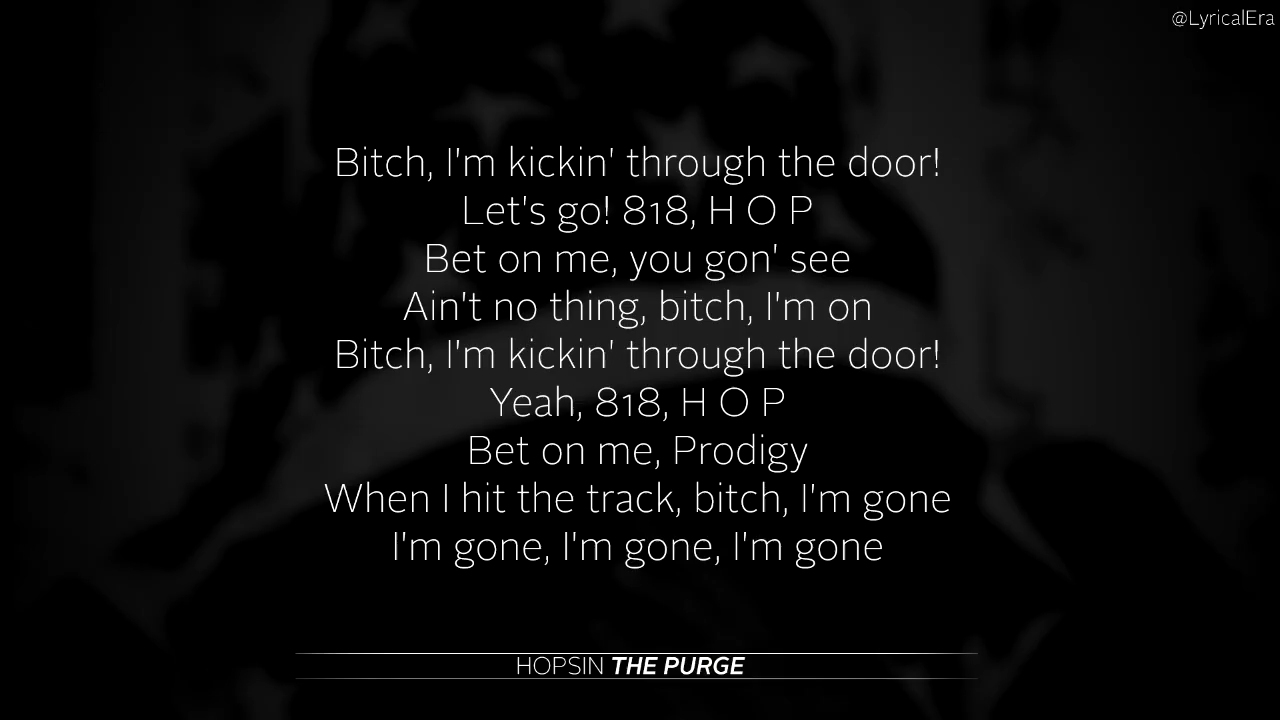 @LyricalEra
Bitch, I'm kickin' through the door!
Let's go! 818, H O P
Bet on me, you gon' see
Ain't no thing, bitch, I'm on
Bitch, I'm kickin' through the door!
Yeah, 818, H O P
Bet on me, Prodigy
When I hit the track, bitch, I'm gone
I'm gone, I'm gone, I'm gone
HOPSIN THE PURGE